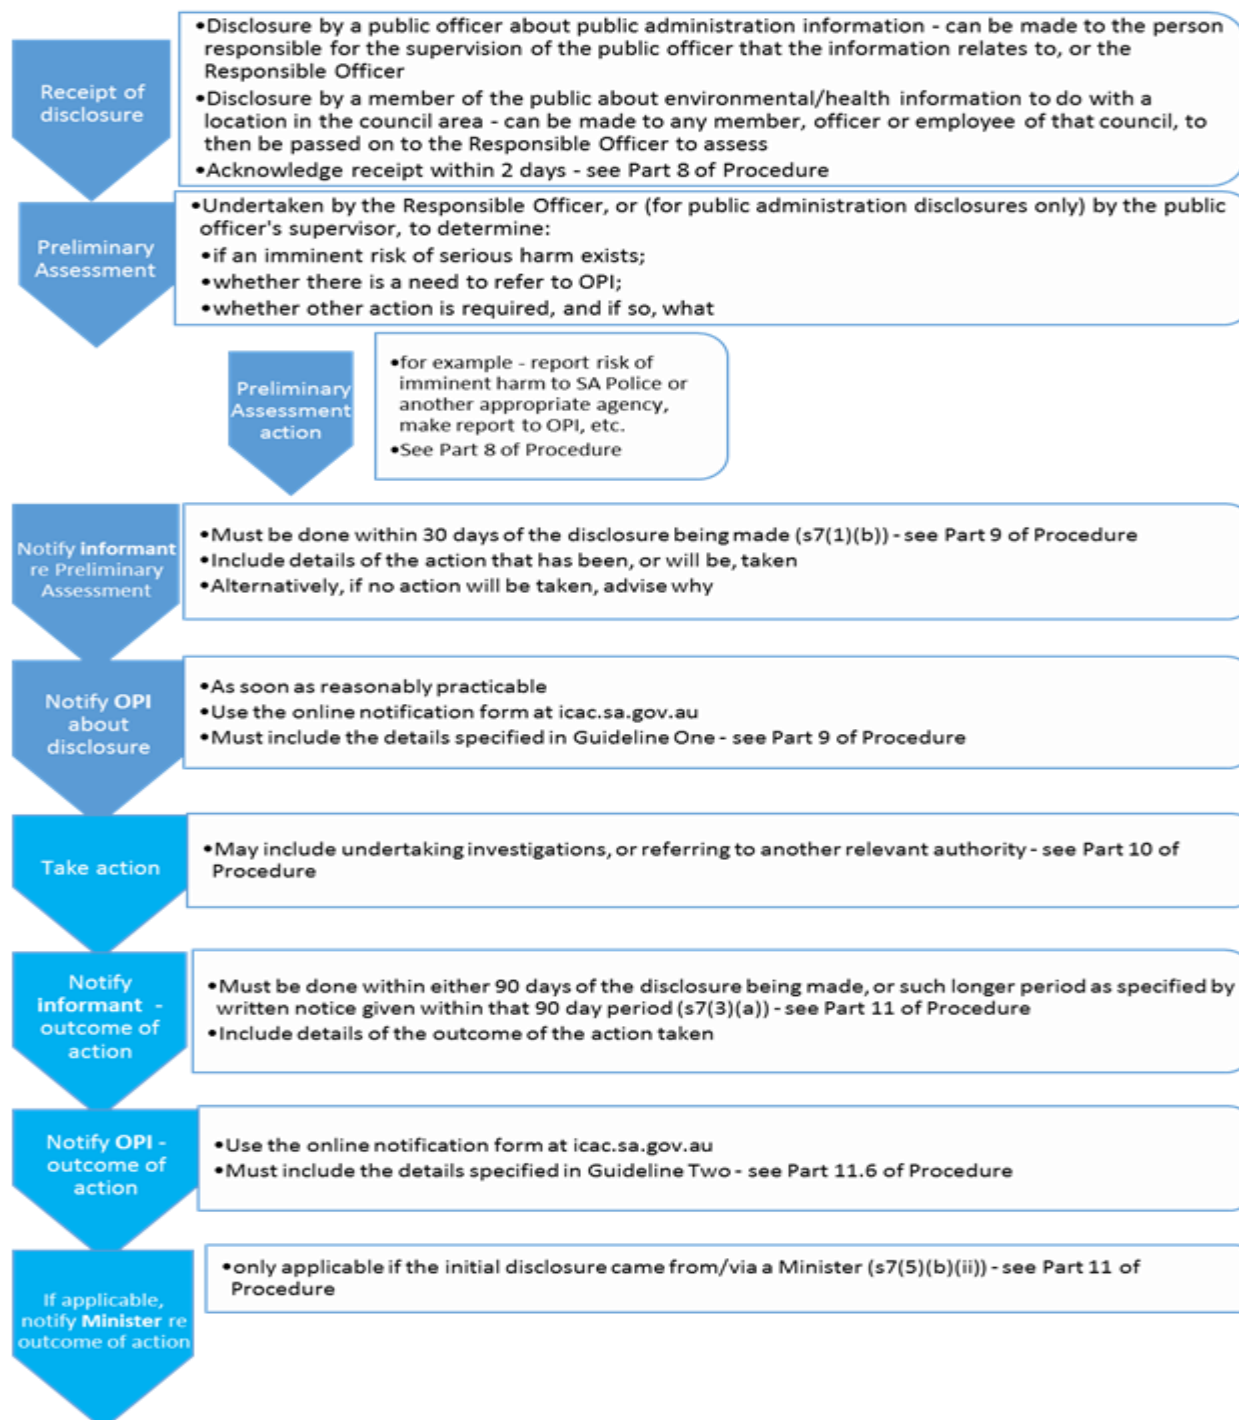 Receipt of
disclosure
•Disclosure by a public officer about public administration information - can be made to the person
responsible for the supervision of the public officer that the information relates to, or the
Responsible Officer
•Disclosure by a member of the public about environmental/health information to do with a
location in the council area - can be made to any member, officer or employee of that council, to
then be passed on to the Responsible Officer to assess
•Acknowledge receipt within 2 days - see Part 8 of Procedure
Preliminary
Assessment
•Undertaken by the Responsible Officer, or (for public administration disclosures only) by the public
officer's supervisor, to determine:
•if an imminent risk of serious harm exists;
•whether there is a need to refer to OPI;
•whether other action is required, and if so, what
Preliminary
Assessment
action
•for example - report risk of
imminent harm to SA Police or
another appropriate agency,
make report to OPI, etc.
•See Part 8 of Procedure
Notify informant
re Preliminary
Assessment
•Must be done within 30 days of the disclosure being made (s7(1)(b)) - see Part 9 of Procedure
•Include details of the action that has been, or will be, taken
•Alternatively, if no action will be taken, advise why
Notify OPI
about
disclosure
•As soon as reasonably practicable
•Use the online notification form at icac.sa.gov.au
•Must include the details specified in Guideline One - see Part 9 of Procedure
Take action
•May include undertaking investigations, or referring to another relevant authority - see Part 10 of
Procedure
Notify
informant -
outcome of
action
•Must be done within either 90 days of the disclosure being made, or such longer period as specified by
written notice given within that 90 day period (s7(3)(a)) - see Part 11 of Procedure
•Include details of the outcome of the action taken
Notify OPI -
outcome of
action
•Use the online notification form at icac.sa.gov.au
•Must include the details specified in Guideline Two - see Part 11.6 of Procedure
If applicable,
notify Minister re
outcome of action
•only applicable if the initial disclosure came from/via a Minister (s7(5)(b)(ii)) - see Part 11 of
Procedure